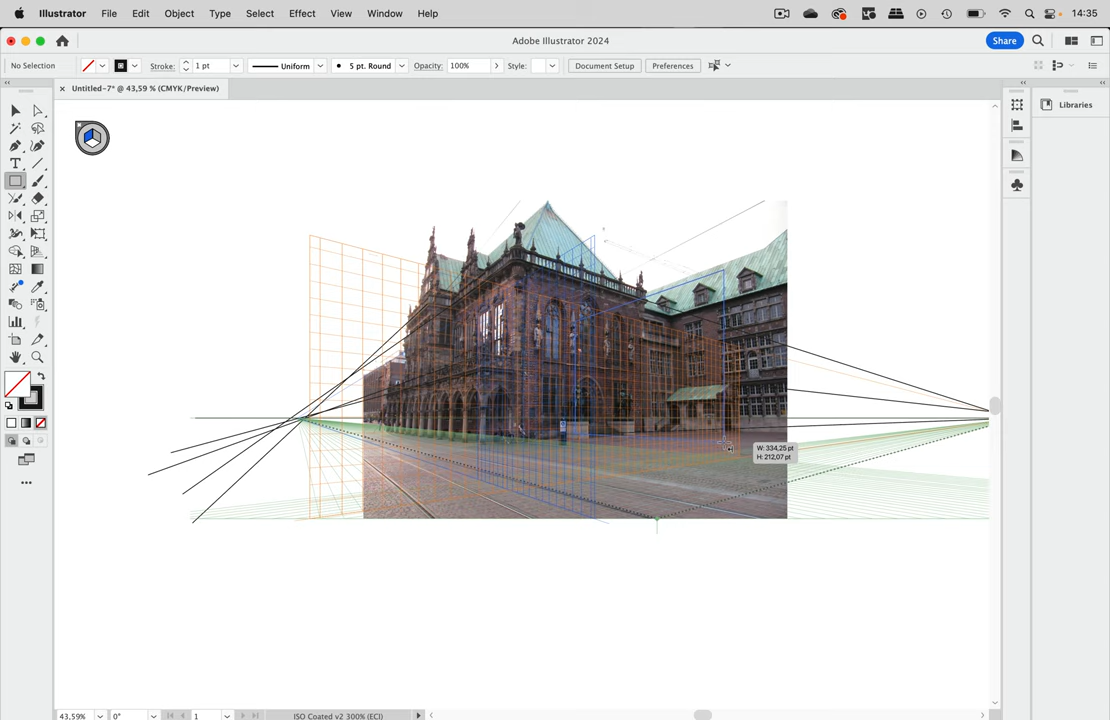 Illustrator File Edit Object Type Select Effect View Window Help 14:35
Adobe Illustrator 2024
Share
No Selection Stroke: 1 pt Uniform 5 pt. Round Opacity: 100% Style: Document Setup Preferences
Untitled-7* @ 43,59 % (CMYK/Preview)
Libraries
W: 334,25 pt
H: 212,07 pt
43,59% 0° 1 ISO Coated v2 300% (ECI)